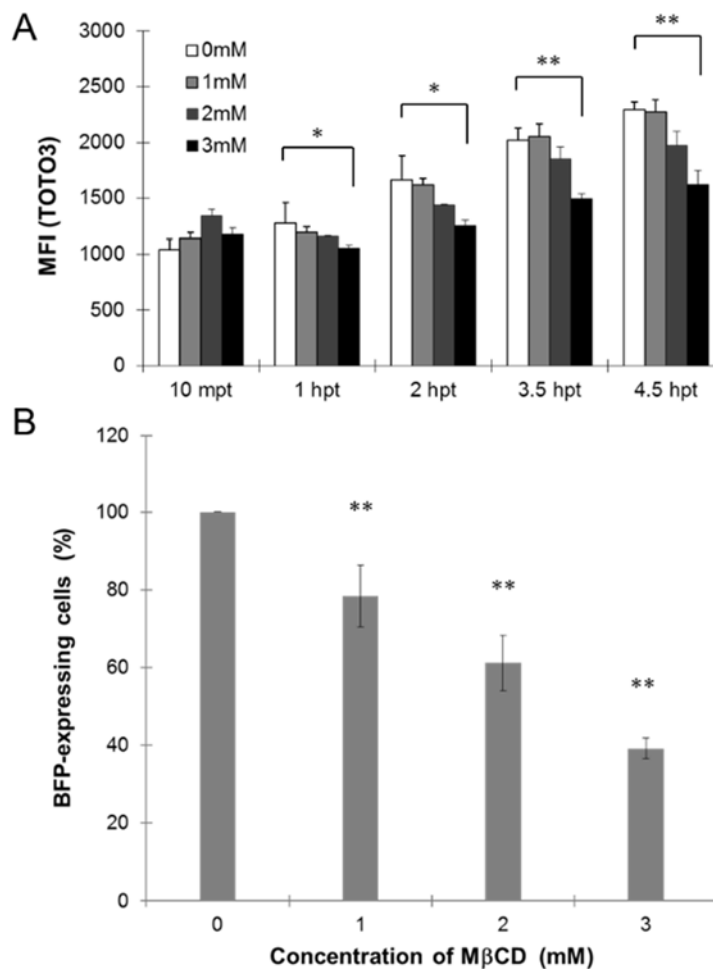 A
MFI (TOTO3)
3000
2500
2000
1500
1000
500
0
0mM
1mM
2mM
3mM
*
*
**
**
10 mpt
1 hpt
2 hpt
3.5 hpt
4.5 hpt
B
BFP-expressing cells (%)
120
100
80
60
40
20
0
**
**
**
0
1
2
3
Concentration of MβCD (mM)